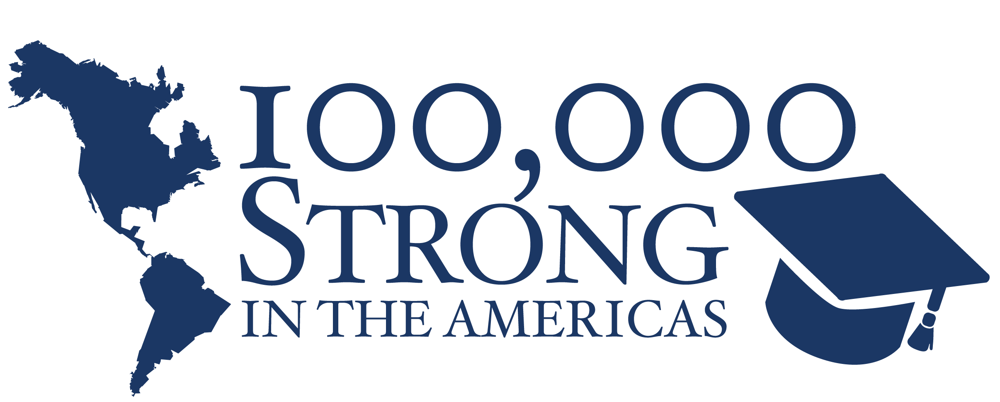 100,000
STRONG
IN THE AMERICAS